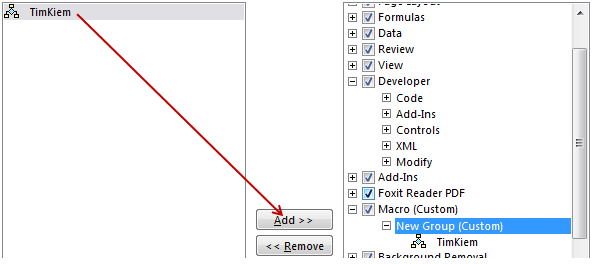 TimKiem
Add >>
<< Remove
Page Layout
Formulas
Data
Review
View
Developer
Code
Add-Ins
Controls
XML
Modify
Add-Ins
Foxit Reader PDF
Macro (Custom)
New Group (Custom)
TimKiem
Background Removal